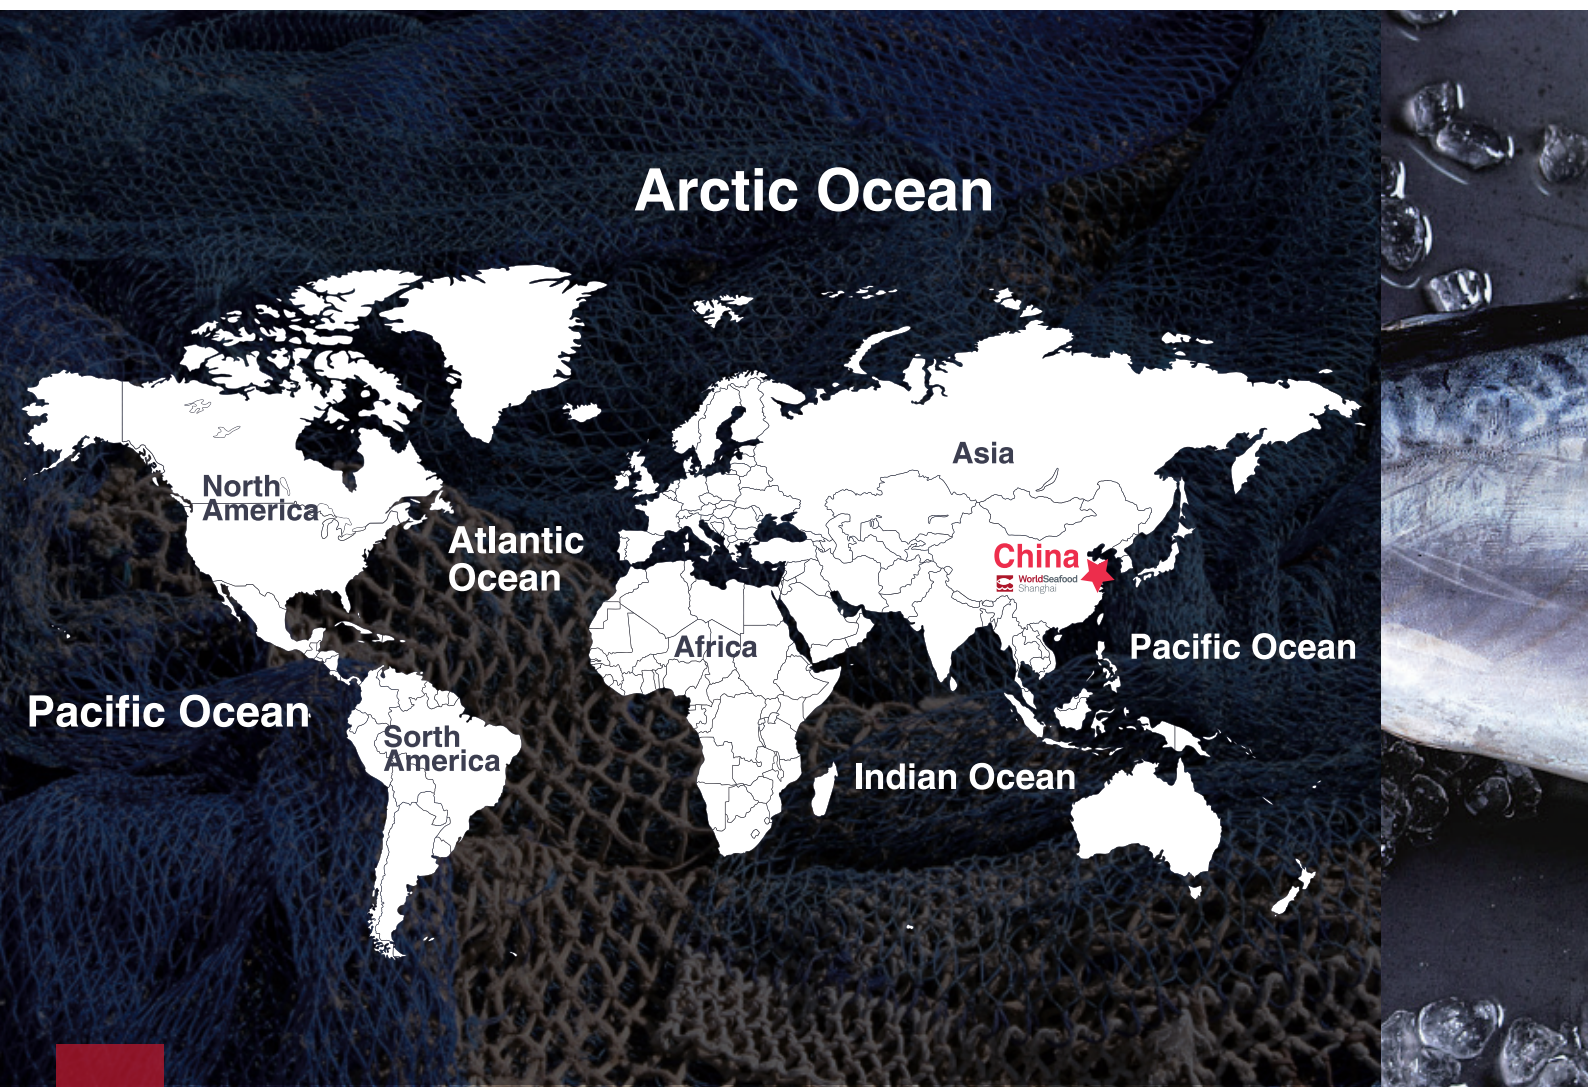 Arctic Ocean
Asia
North
America
Atlantic
Ocean
China
WorldSeafood
Shanghai
Africa
Pacific Ocean
Pacific Ocean
Sorth
America
Indian Ocean